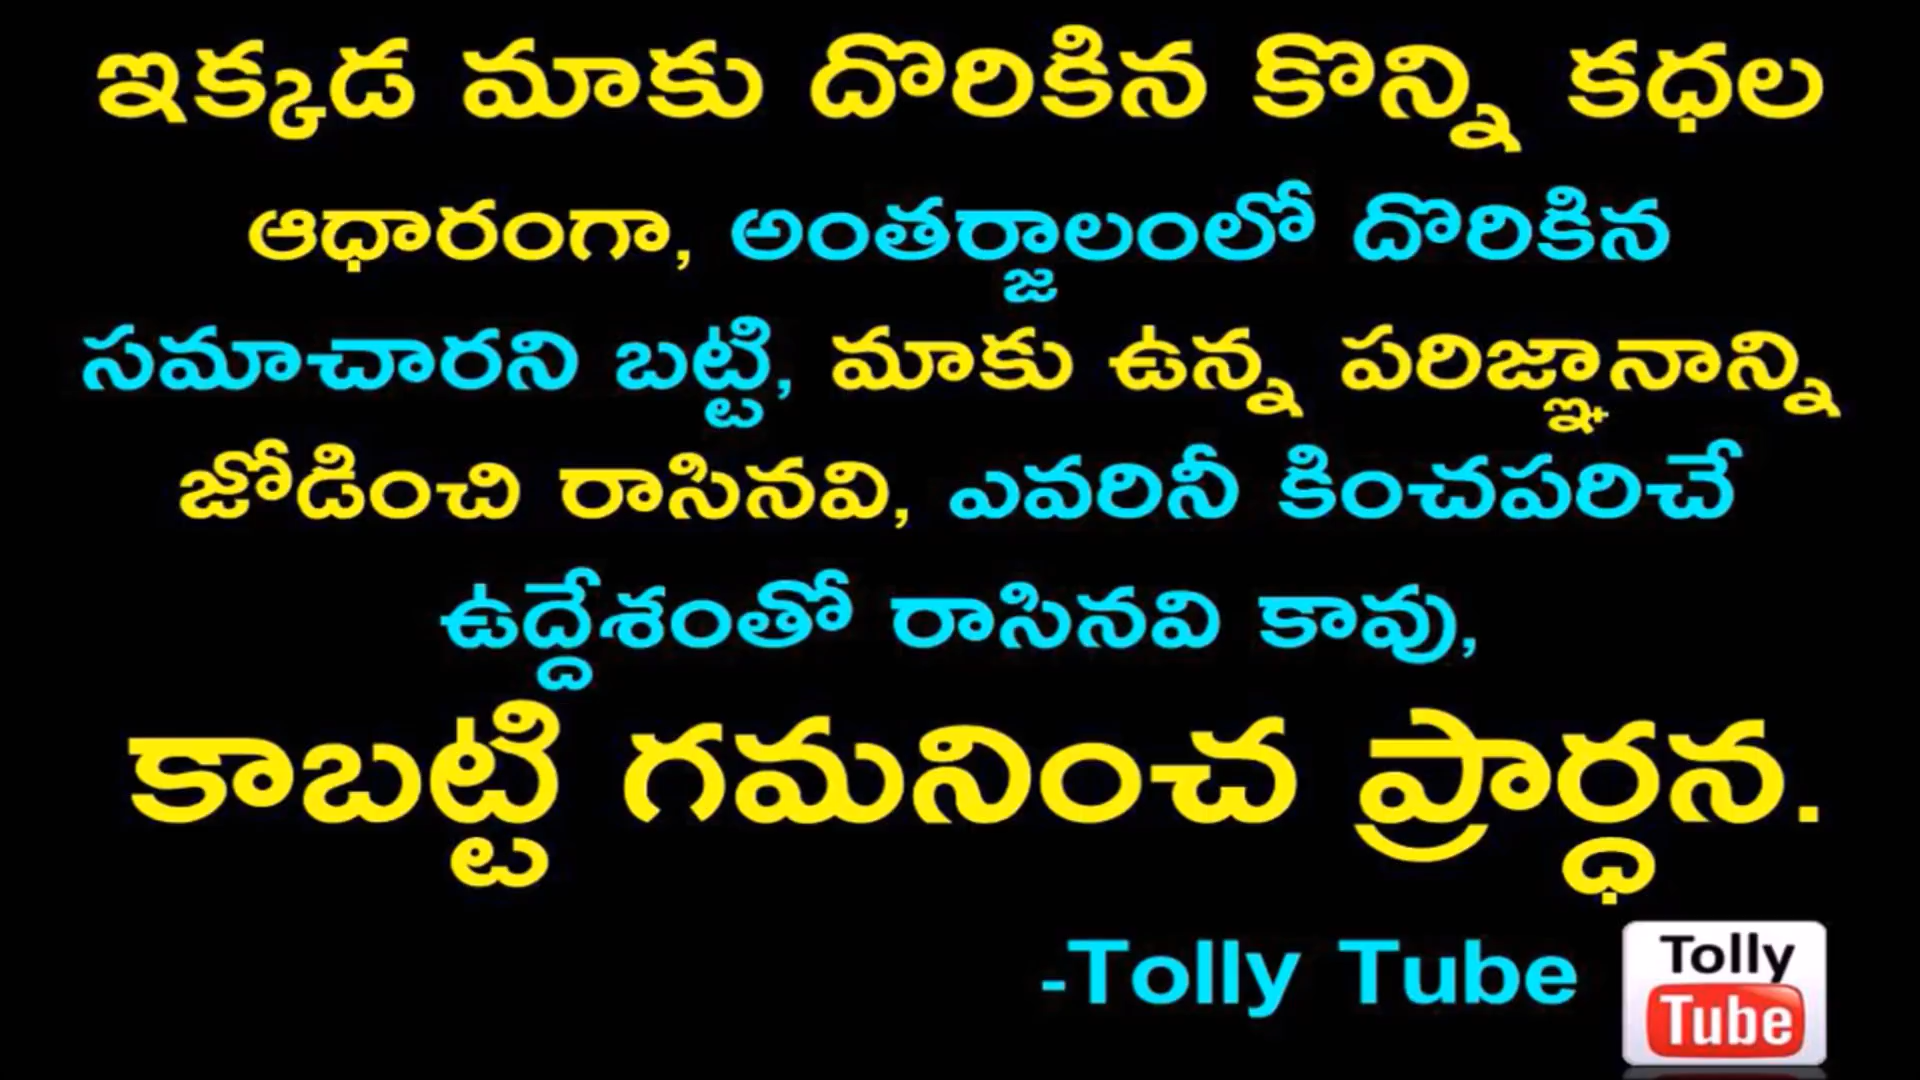 ఇక్కడ మాకు దొరికిన కొన్ని కధల
ఆధారంగా, అంతర్జాలంలో దొరికిన
సమాచారని బట్టి, మాకు ఉన్న పరిజ్ఞానాన్ని
జోడించి రాసినవి, ఎవరినీ కించపరిచే
ఉద్దేశంతో రాసినవి కావు,
కాబట్టి గమనించ ప్రార్ధన.
-Tolly Tube
Tolly
Tube